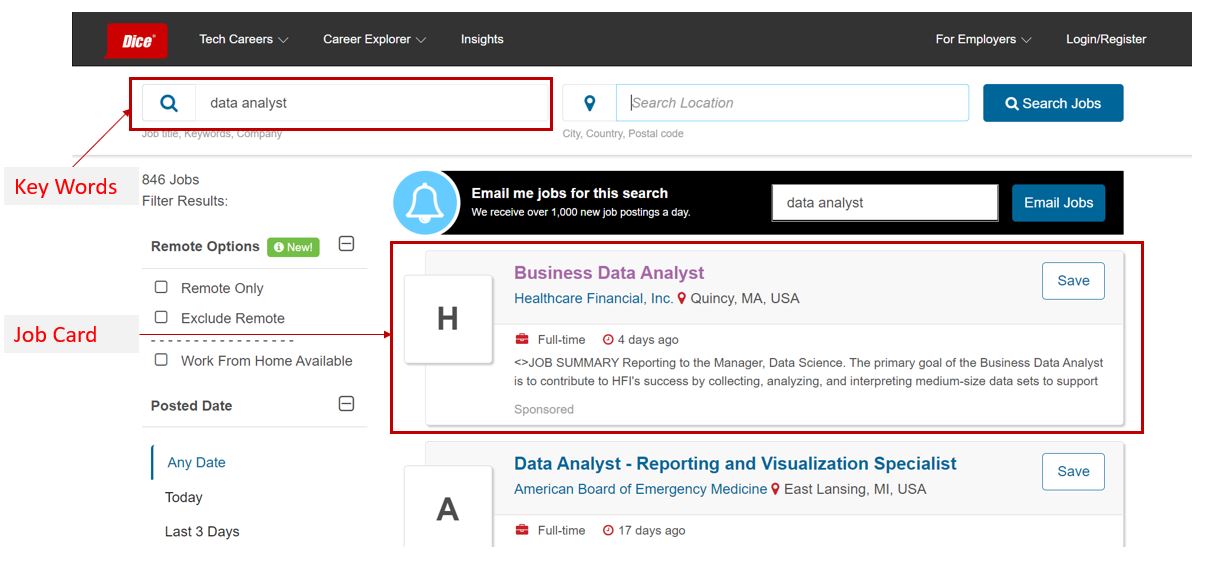 Dice
Tech Careers
Career Explorer
Insights
For Employers
Login/Register
data analyst
Search Location
Search Jobs
Job title, Keywords, Company
City, Country, Postal code
Key Words
846 Jobs
Filter Results:
Email me jobs for this search
We receive over 1,000 new job postings a day.
data analyst
Email Jobs
Remote Options
New!
Remote Only
Exclude Remote
Work From Home Available
Job Card
Posted Date
Any Date
Today
Last 3 Days
H
Business Data Analyst
Healthcare Financial, Inc. Quincy, MA, USA
Save
Full-time 4 days ago
<>JOB SUMMARY Reporting to the Manager, Data Science. The primary goal of the Business Data Analyst
is to contribute to HFI's success by collecting, analyzing, and interpreting medium-size data sets to support
Sponsored
A
Data Analyst - Reporting and Visualization Specialist
American Board of Emergency Medicine East Lansing, MI, USA
Save
Full-time 17 days ago